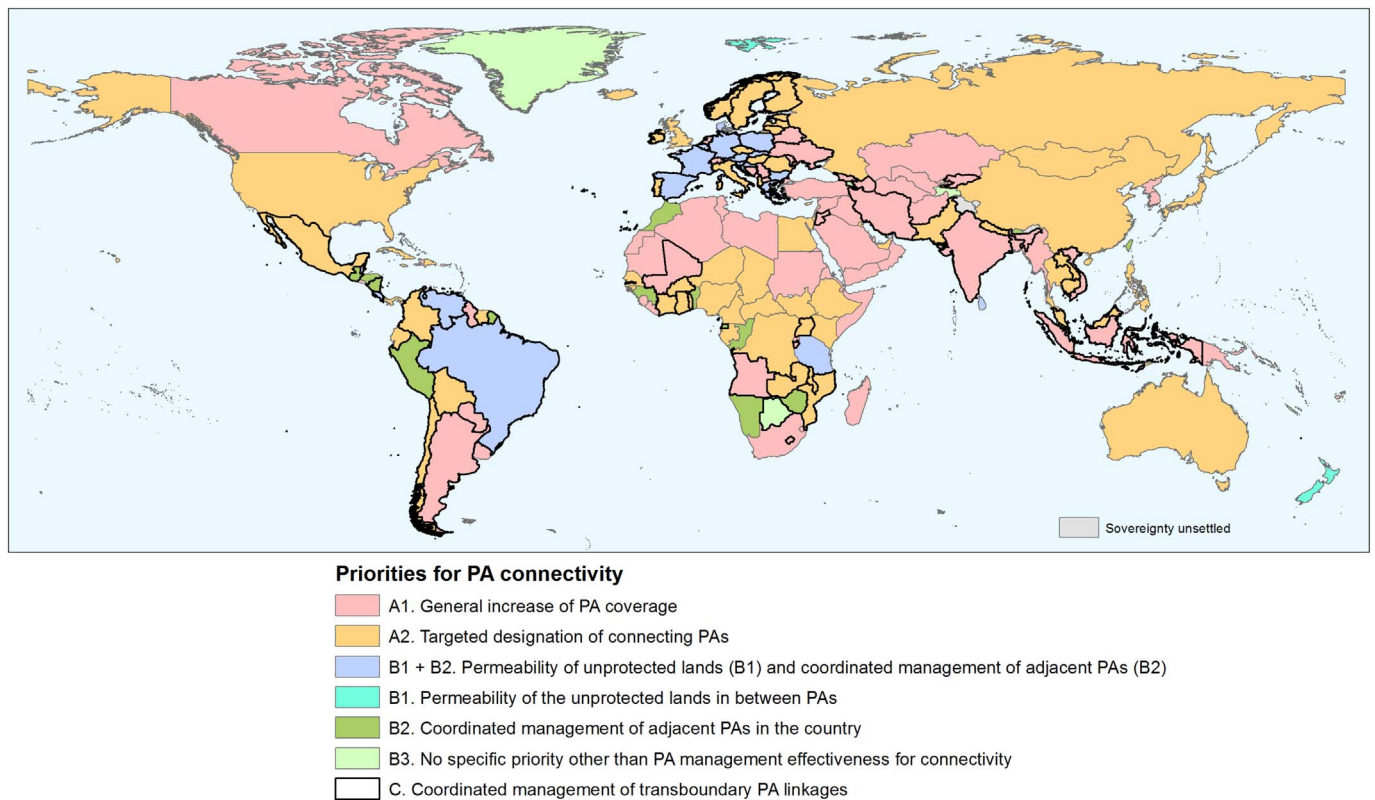 Sovereignty unsettled
Priorities for PA connectivity
A1. General increase of PA coverage
A2. Targeted designation of connecting PAs
B1 + B2. Permeability of unprotected lands (B1) and coordinated management of adjacent PAs (B2)
B1. Permeability of the unprotected lands in between PAs
B2. Coordinated management of adjacent PAs in the country
B3. No specific priority other than PA management effectiveness for connectivity
C. Coordinated management of transboundary PA linkages